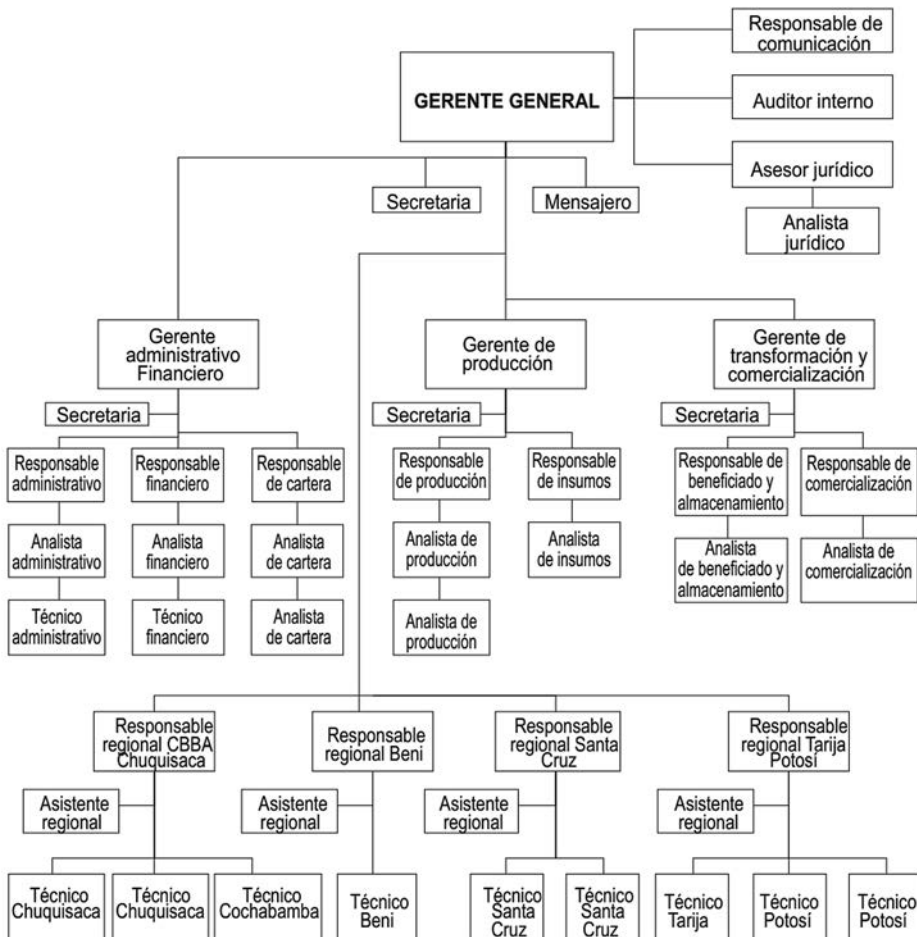 Responsable de
comunicación
GERENTE GENERAL
Auditor interno
Asesor jurídico
Secretaria
Mensajero
Analista
jurídico
Gerente
administrativo
Financiero
Gerente de
producción
Gerente de
transformación y
comercialización
Secretaria
Secretaria
Secretaria
Responsable
administrativo
Responsable
financiero
Responsable
de cartera
Responsable
de producción
Responsable
de insumos
Responsable de
beneficiado y
almacenamiento
Responsable de
comercialización
Analista
administrativo
Analista
financiero
Analista
de cartera
Analista de
producción
Analista
de insumos
Analista
de beneficiado y
almacenamiento
Analista de
comercialización
Técnico
administrativo
Técnico
financiero
Analista
de cartera
Analista de
producción
Responsable
regional CBBA
Chuquisaca
Responsable
regional Beni
Responsable
regional Santa
Cruz
Responsable
regional Tarija
Potosí
Asistente
regional
Asistente
regional
Asistente
regional
Asistente
regional
Técnico
Chuquisaca
Técnico
Chuquisaca
Técnico
Cochabamba
Técnico
Beni
Técnico
Santa
Cruz
Técnico
Santa
Cruz
Técnico
Tarija
Técnico
Potosí
Técnico
Potosí